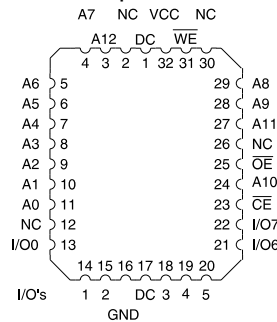 A7 NC VCC NC
A12 DC W̅E̅
4 3 2 1 32 31 30
A6 5 29 A8
A5 6 28 A9
A4 7 27 A11
A3 8 26 NC
A2 9 25 O̅E̅
A1 10 24 A10
A0 11 23 C̅E̅
NC 12 22 I/O7
I/O0 13 21 I/O6
14 15 16 17 18 19 20
I/O's 1 2 DC 3 4 5
GND